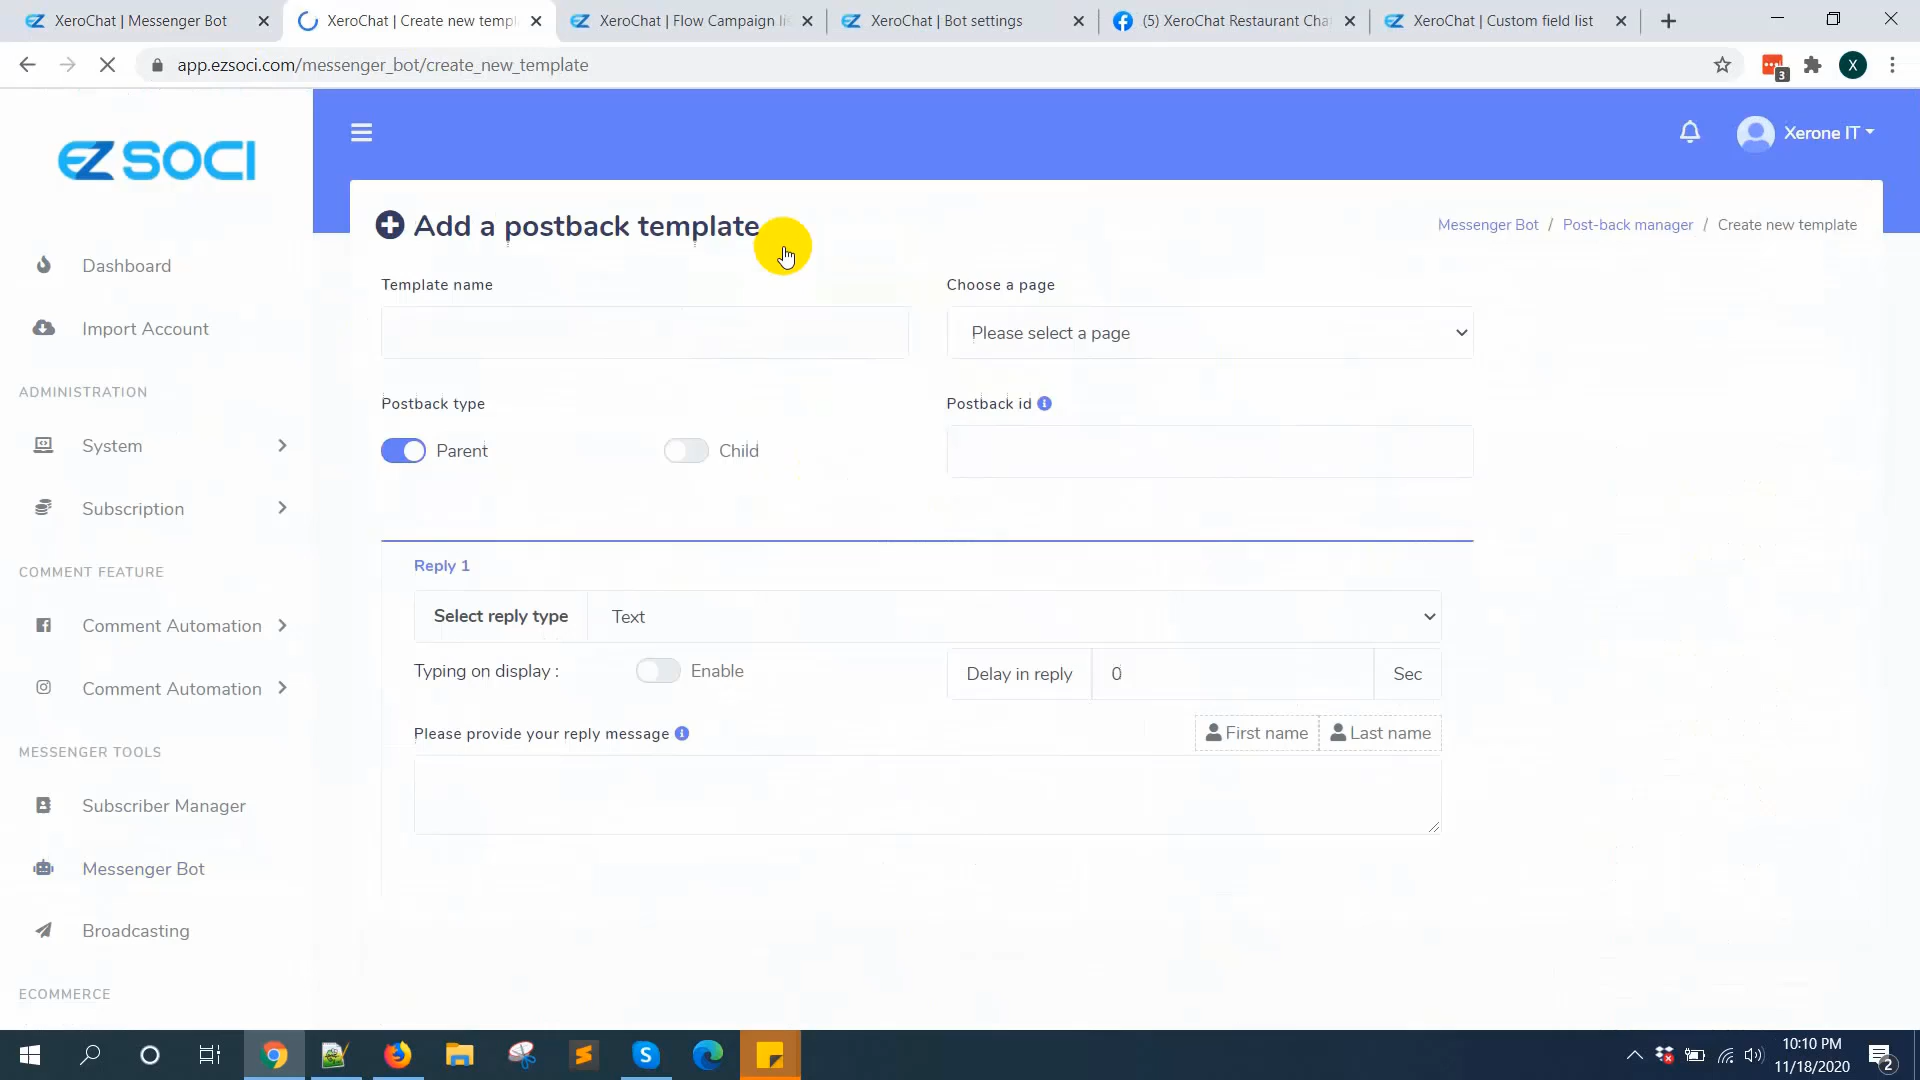 XeroChat | Messenger Bot
XeroChat | Create new templ
XeroChat | Flow Campaign li
XeroChat | Bot settings
(5) XeroChat Restaurant Cha
XeroChat | Custom field list
app.ezsoci.com/messenger_bot/create_new_template
3
X
EZ SOCI
Xerone IT
Add a postback template
Messenger Bot / Post-back manager / Create new template
Dashboard
Import Account
ADMINISTRATION
System
Subscription
COMMENT FEATURE
Comment Automation
Comment Automation
MESSENGER TOOLS
Subscriber Manager
Messenger Bot
Broadcasting
ECOMMERCE
Template name
Choose a page
Please select a page
Postback type
Postback id
Parent
Child
Reply 1
Select reply type
Text
Typing on display :
Enable
Delay in reply
0
Sec
Please provide your reply message
First name
Last name
10:10 PM
11/18/2020
2